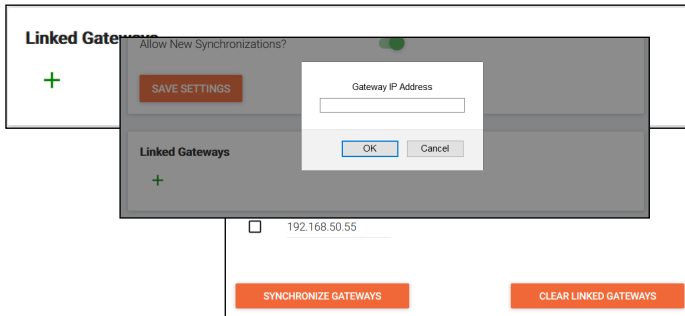 Linked Gateways
Allow New Synchronizations?
SAVE SETTINGS
Gateway IP Address
OK Cancel
Linked Gateways
192.168.50.55
SYNCHRONIZE GATEWAYS CLEAR LINKED GATEWAYS